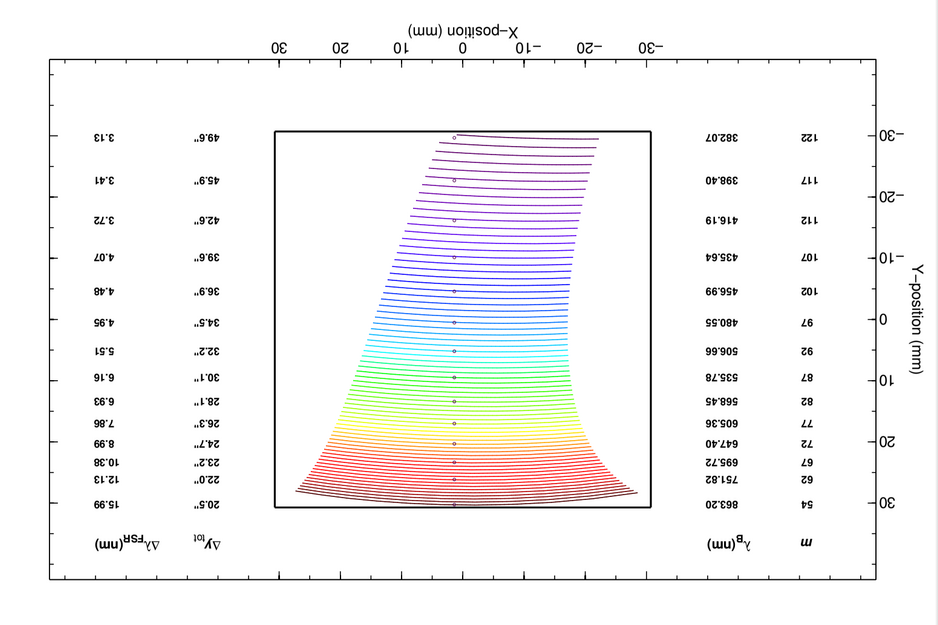 m λB(nm) Δytot ΔλFSR(nm)
54 863.20 20.5" 15.99
62 751.82 22.0" 12.13
67 695.72 23.2" 10.38
72 647.40 24.7" 8.99
77 605.36 26.3" 7.86
82 568.45 28.1" 6.93
87 535.78 30.1" 6.16
92 506.66 32.2" 5.51
97 480.55 34.5" 4.95
102 456.99 36.9" 4.48
107 435.64 39.6" 4.07
112 416.19 42.6" 3.72
117 398.40 45.9" 3.41
122 382.07 49.6" 3.13
30
20
10
0
−10
−20
−30
Y−position (mm)
−30 −20 −10 0 10 20 30
X−position (mm)